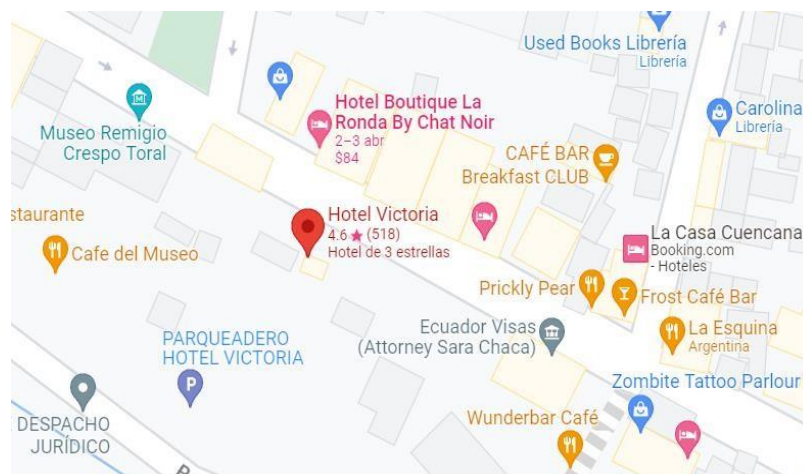 Used Books Librería
Librería
Hotel Boutique La
Ronda By Chat Noir
2–3 abr
$84
Carolina
Librería
Museo Remigio
Crespo Toral
CAFÉ BAR
Breakfast CLUB
staurante
Hotel Victoria
4.6 ★ (518)
Hotel de 3 estrellas
La Casa Cuencana
Booking.com
- Hoteles
Cafe del Museo
Prickly Pear
Frost Café Bar
Ecuador Visas
(Attorney Sara Chaca)
La Esquina
Argentina
PARQUEADERO
HOTEL VICTORIA
P
Zombite Tattoo Parlour
DESPACHO
JURÍDICO
Wunderbar Café